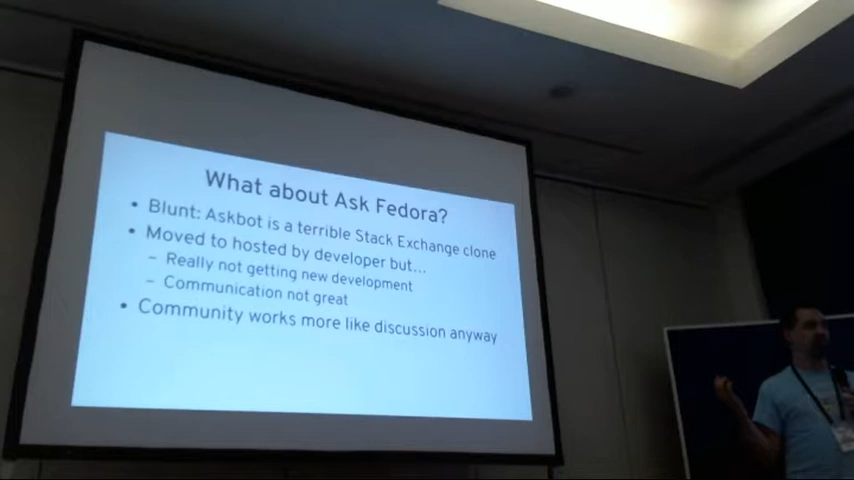 What about Ask Fedora?
• Blunt: Askbot is a terrible Stack Exchange clone
• Moved to hosted by developer but...
– Really not getting new development
– Communication not great
• Community works more like discussion anyway